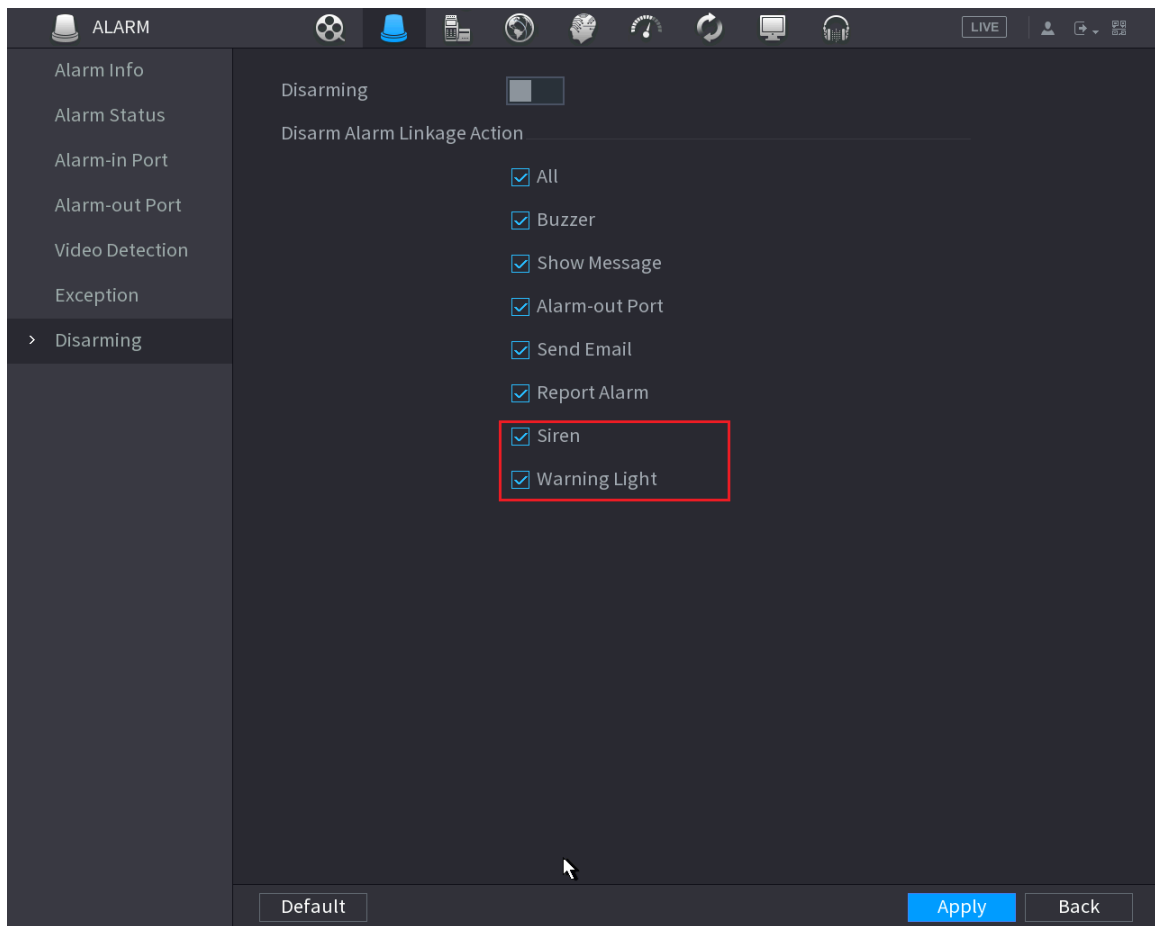 ALARM
LIVE
Alarm Info
Alarm Status
Alarm-in Port
Alarm-out Port
Video Detection
Exception
Disarming
Disarming
Disarm Alarm Linkage Action
All
Buzzer
Show Message
Alarm-out Port
Send Email
Report Alarm
Siren
Warning Light
Default
Apply
Back